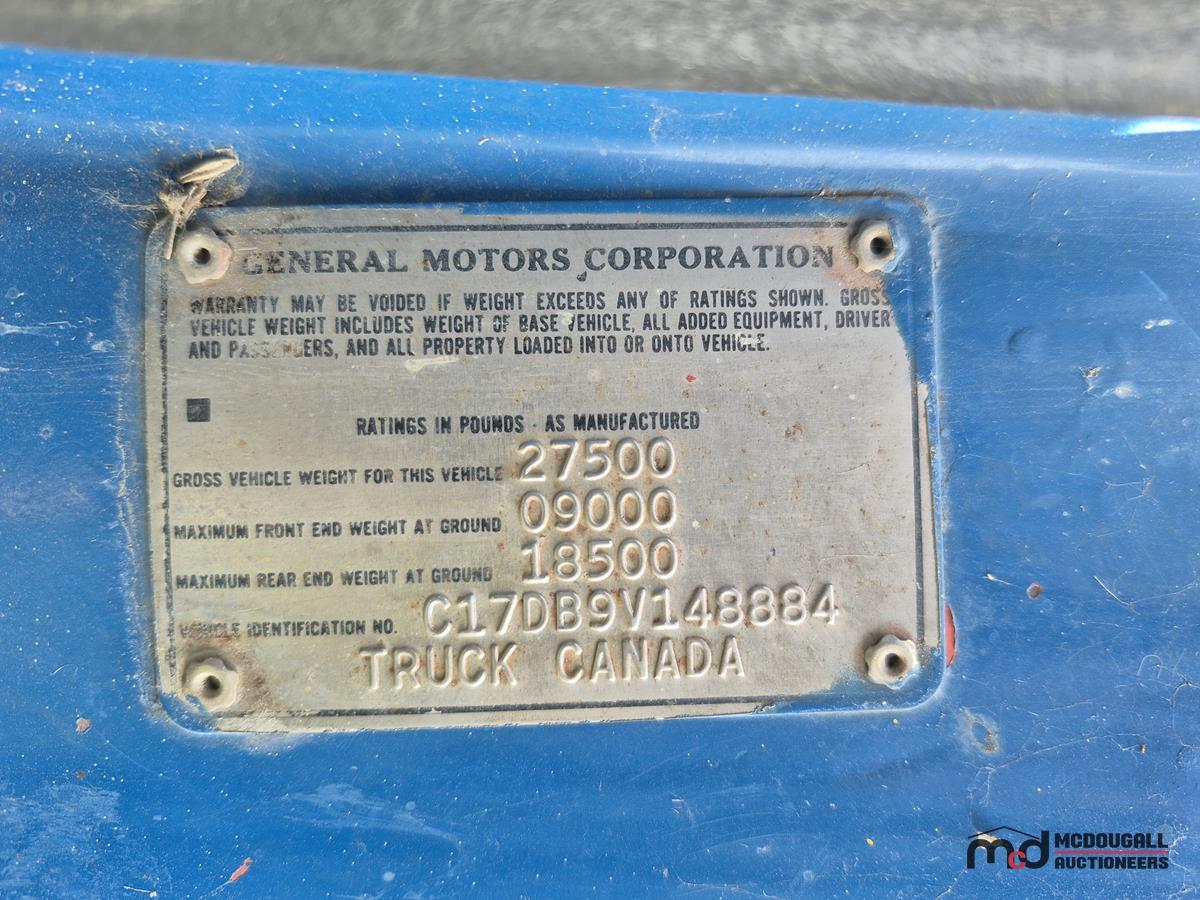 GENERAL MOTORS CORPORATION
WARRANTY MAY BE VOIDED IF WEIGHT EXCEEDS ANY OF RATINGS SHOWN. GROSS
VEHICLE WEIGHT INCLUDES WEIGHT OF BASE VEHICLE, ALL ADDED EQUIPMENT, DRIVER
AND PASSENGERS, AND ALL PROPERTY LOADED INTO OR ONTO VEHICLE.
RATINGS IN POUNDS - AS MANUFACTURED
GROSS VEHICLE WEIGHT FOR THIS VEHICLE 27500
MAXIMUM FRONT END WEIGHT AT GROUND 09000
MAXIMUM REAR END WEIGHT AT GROUND 18500
VEHICLE IDENTIFICATION NO. C17DB9V148884
TRUCK CANADA
mcd MCDOUGALL
AUCTIONEERS